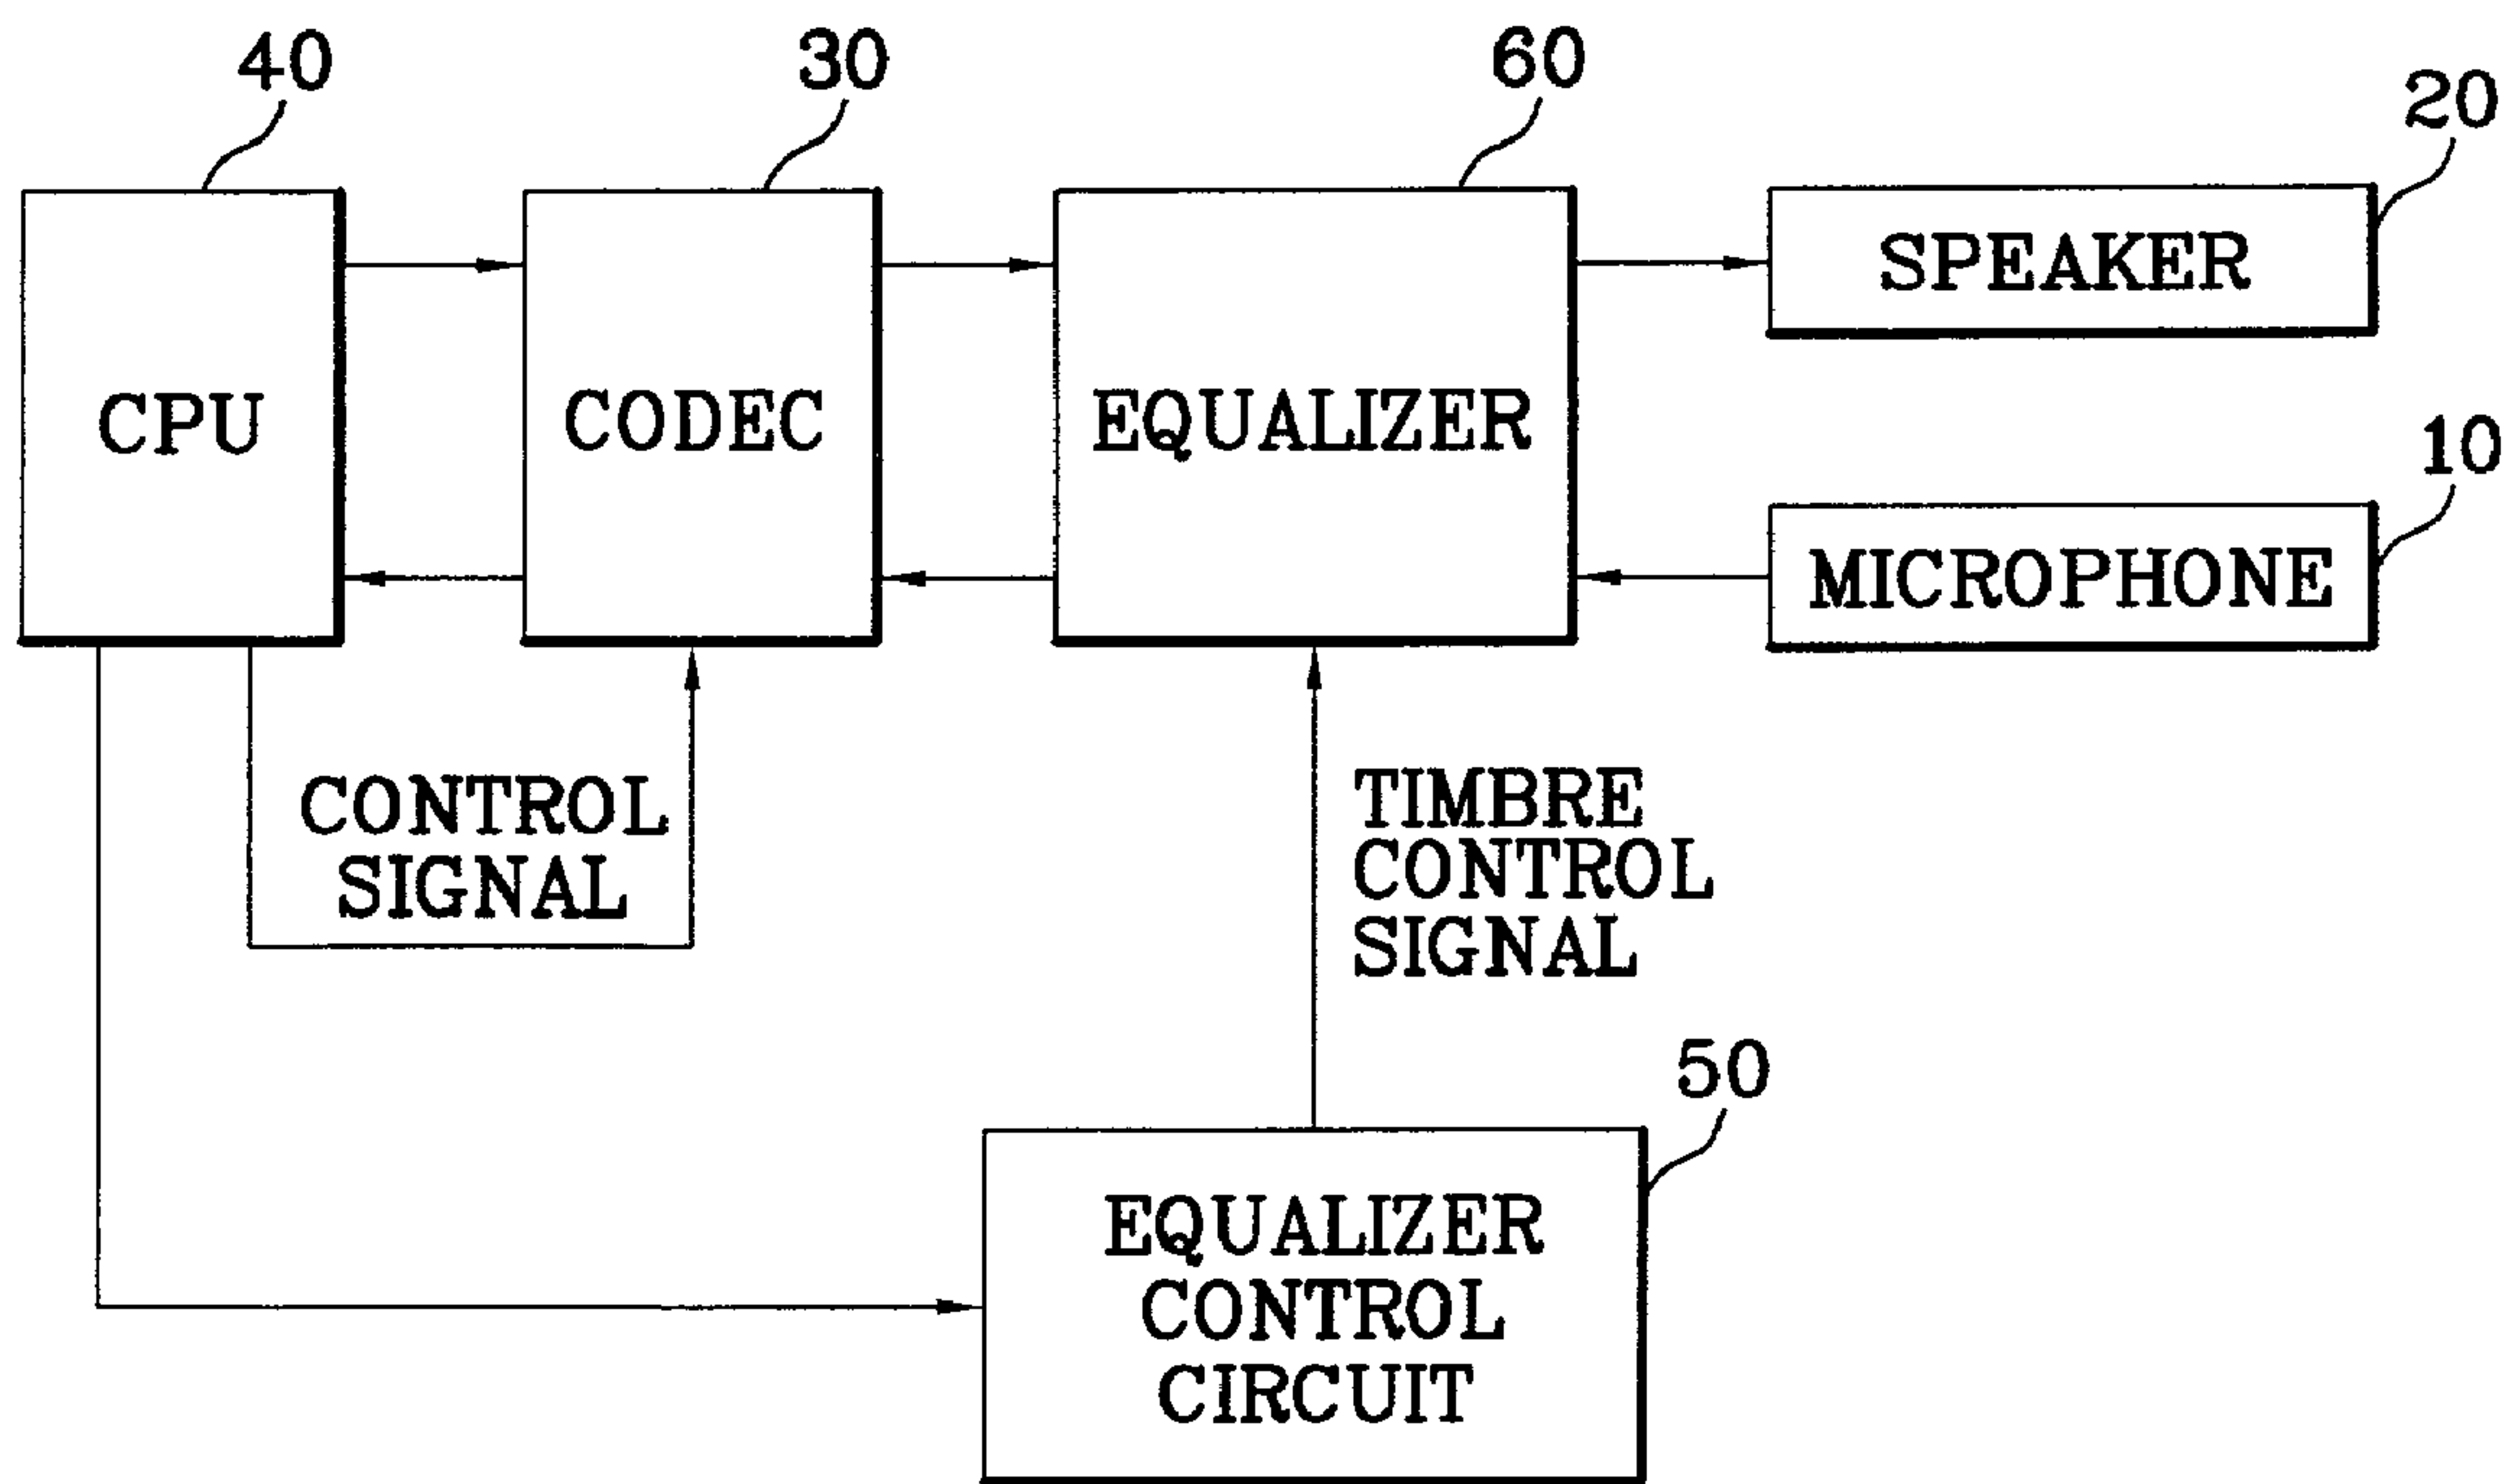 40
30
60
20
CPU
CODEC
EQUALIZER
SPEAKER
10
MICROPHONE
CONTROL
SIGNAL
TIMBRE
CONTROL
SIGNAL
50
EQUALIZER
CONTROL
CIRCUIT